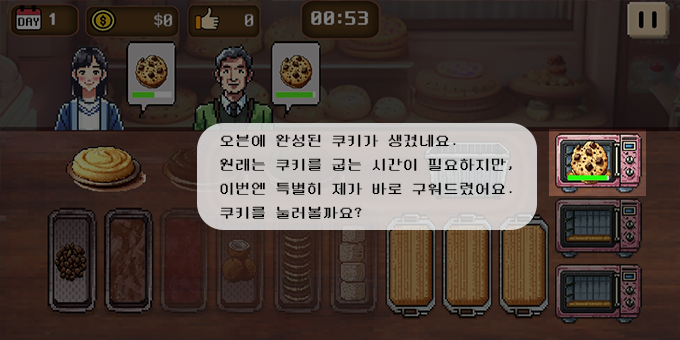 DAY 1
$0
0
00:53
오븐에 완성된 쿠키가 생겼네요.
원래는 쿠키를 굽는 시간이 필요하지만,
이번엔 특별히 제가 바로 구워드렸어요.
쿠키를 눌러볼까요?